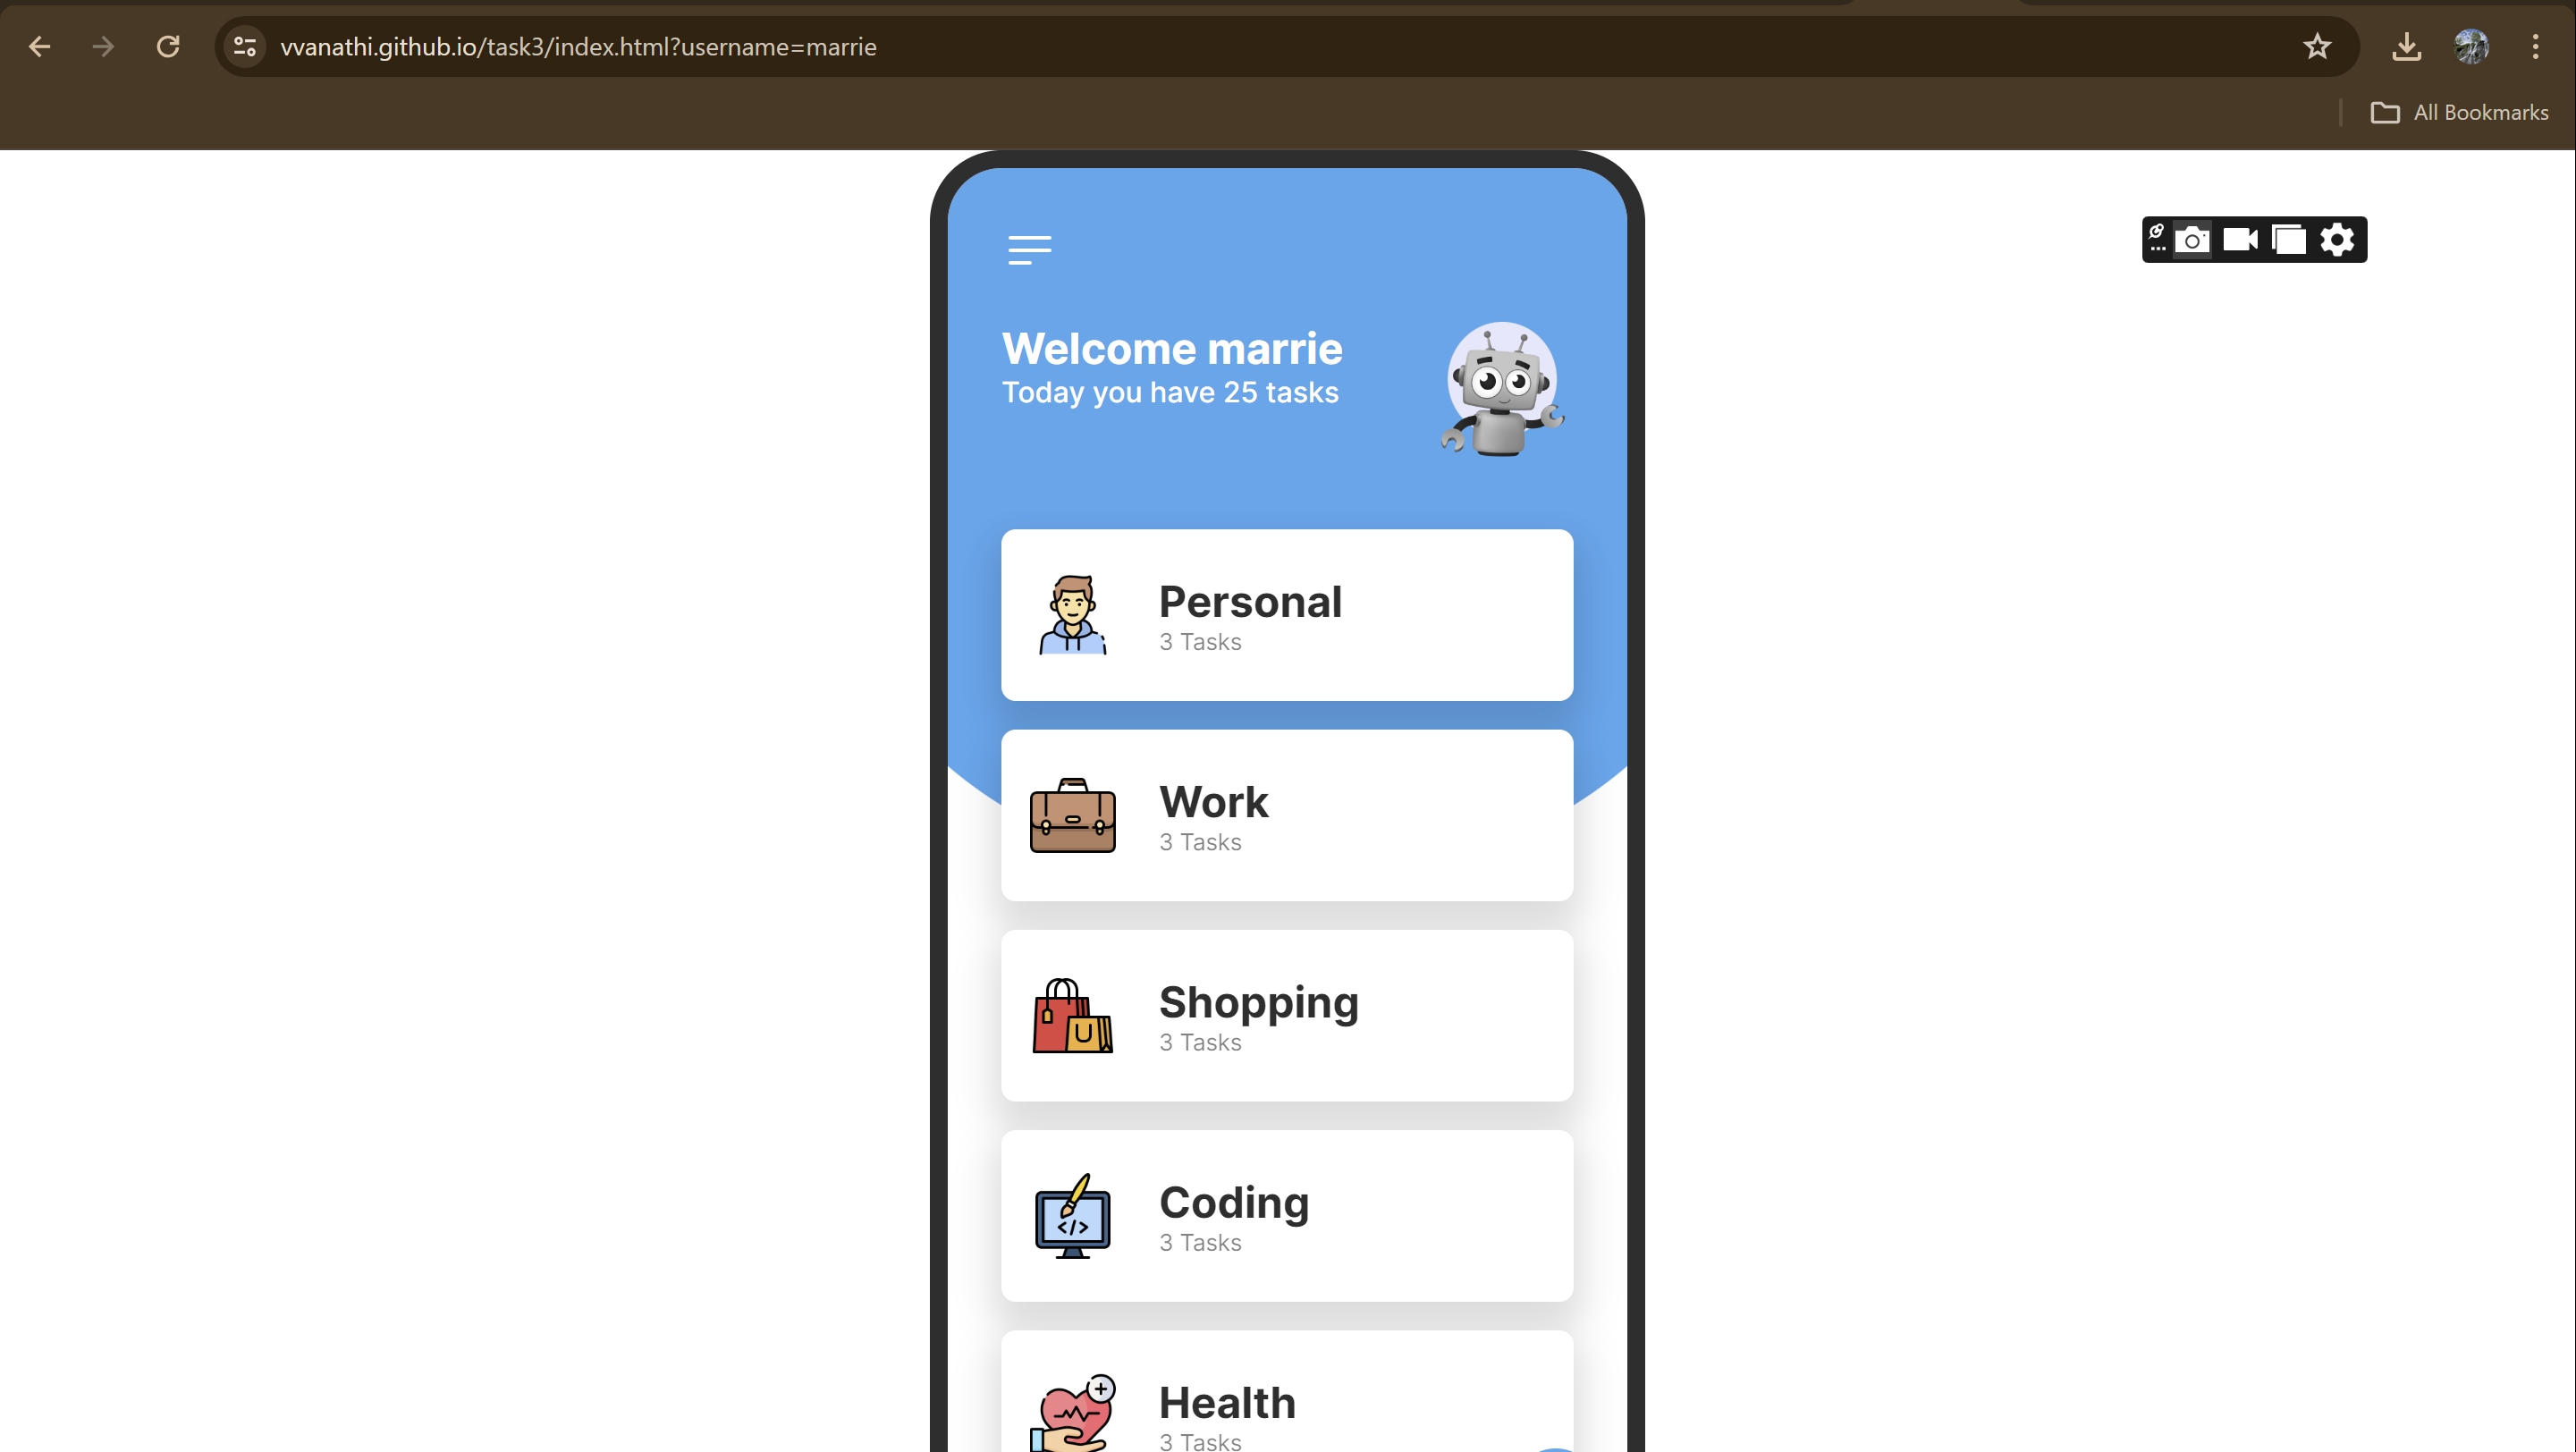 vvanathi.github.io/task3/index.html?username=marrie
All Bookmarks
Welcome marrie
Today you have 25 tasks
Personal
3 Tasks
Work
3 Tasks
Shopping
3 Tasks
Coding
3 Tasks
Health
3 Tasks